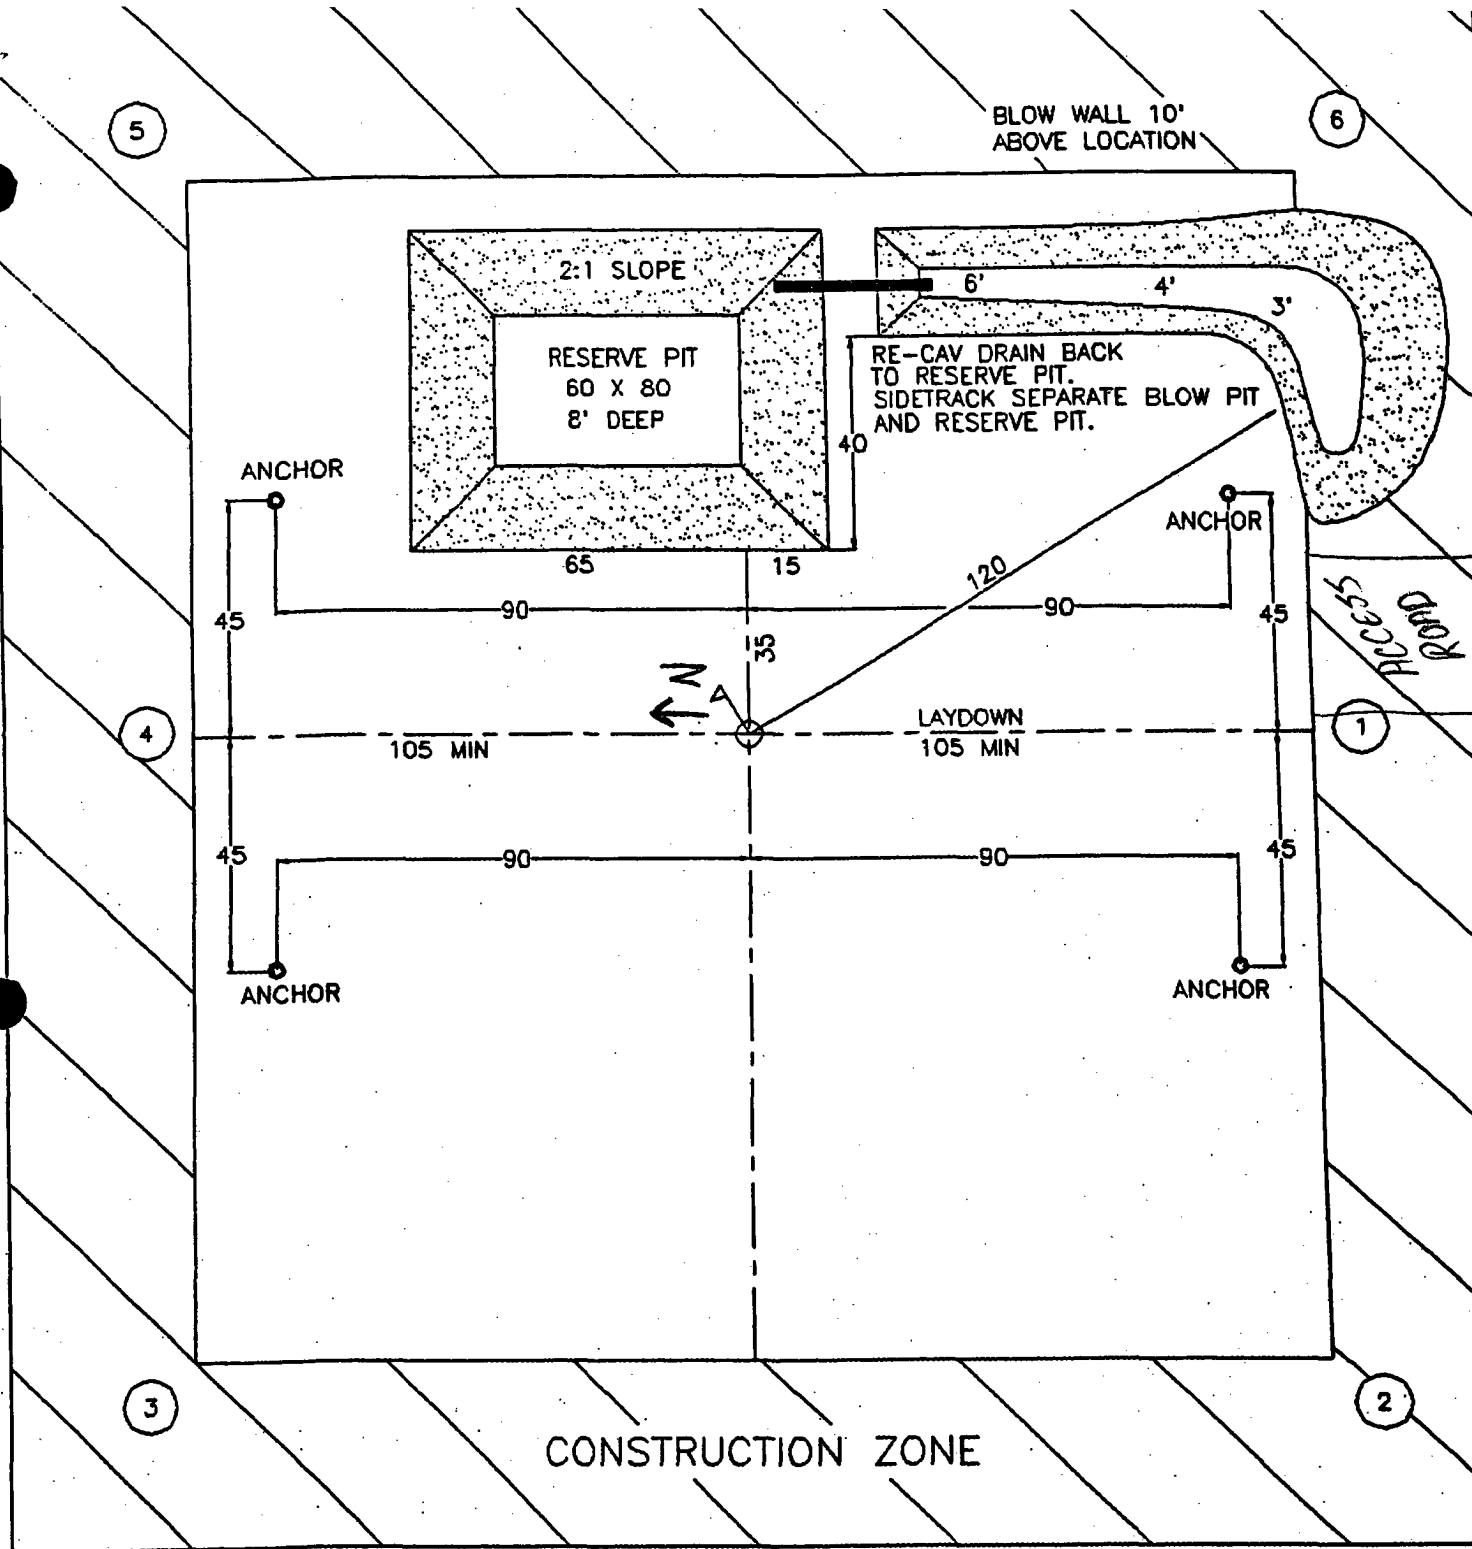 BLOW WALL 10'
ABOVE LOCATION
5
6
2:1 SLOPE
6'
4'
3'
RESERVE PIT
60 X 80
8' DEEP
RE-CAV DRAIN BACK
TO RESERVE PIT.
SIDETRACK SEPARATE BLOW PIT
AND RESERVE PIT.
40
ANCHOR
ANCHOR
65
15
120
90
90
45
45
ACCESS
ROAD
35
N
4
LAYDOWN
105 MIN
105 MIN
1
45
90
90
45
ANCHOR
ANCHOR
3
2
CONSTRUCTION ZONE